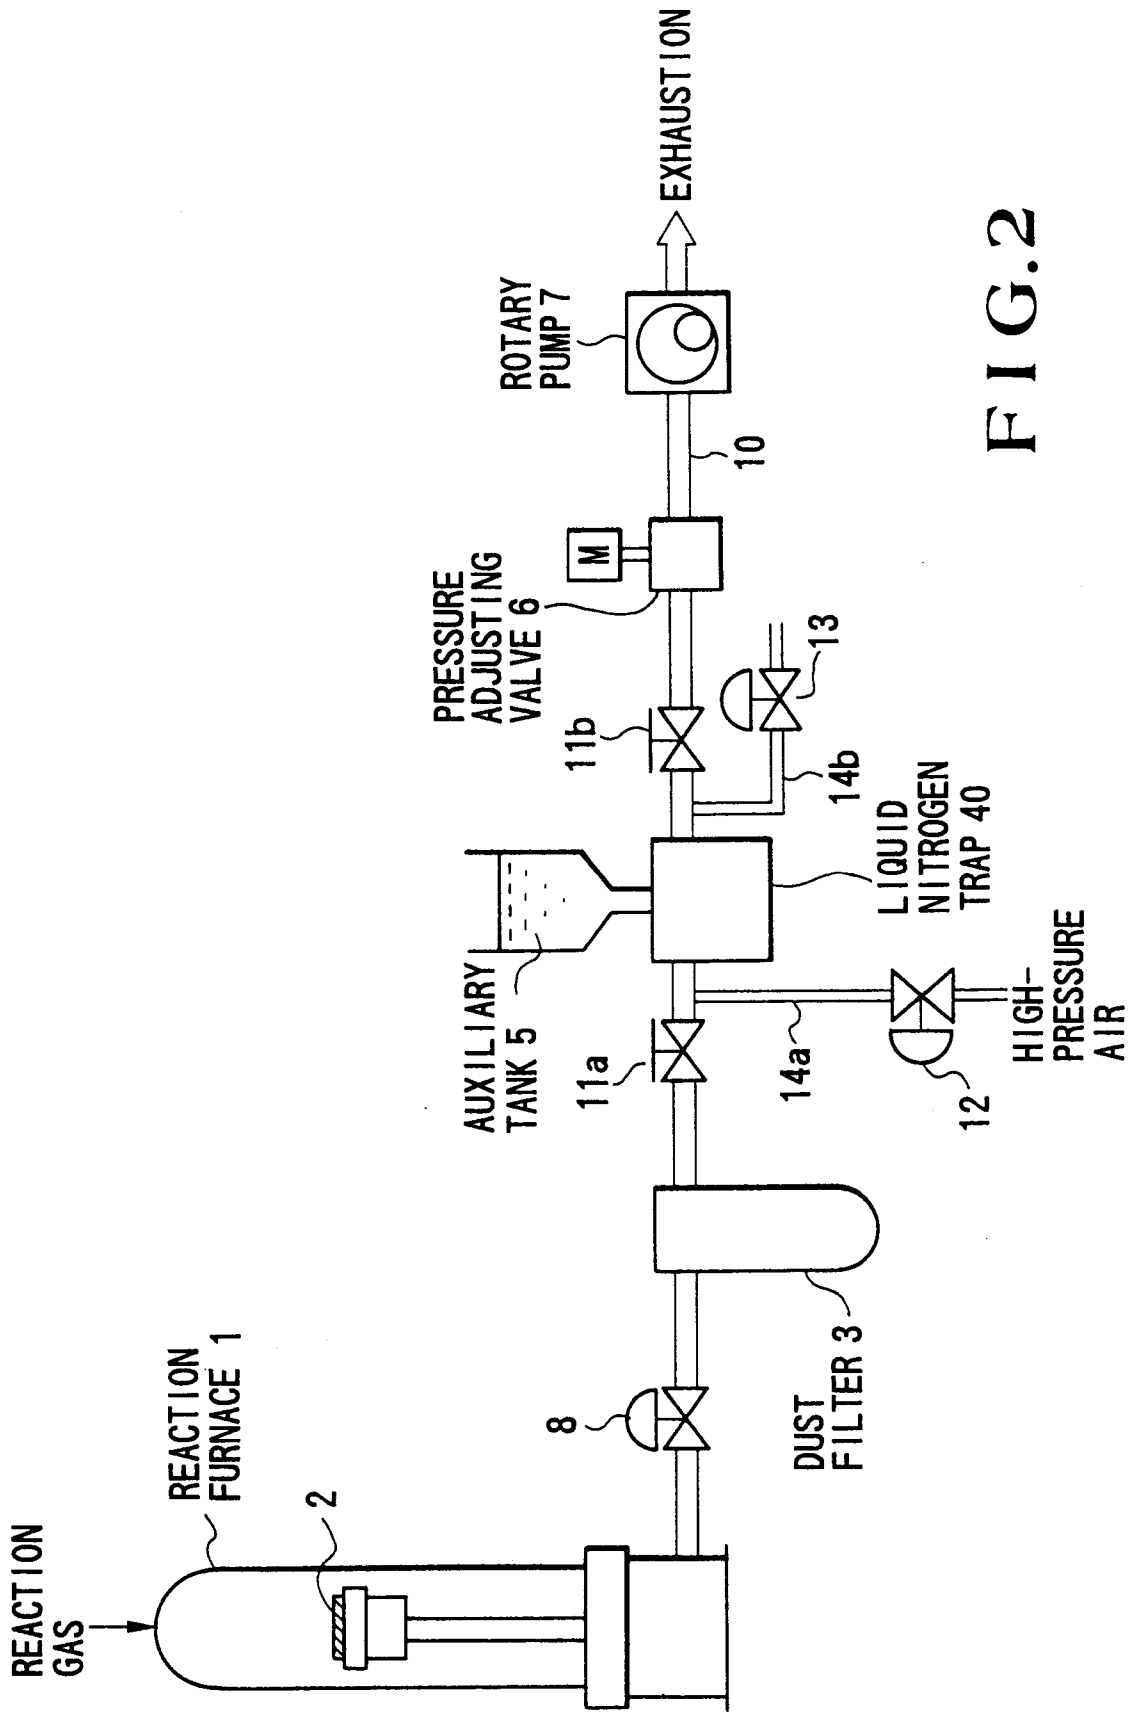 REACTION
GAS
REACTION
FURNACE 1
2
8
DUST
FILTER 3
AUXILIARY
TANK 5
11a
14a
12
HIGH-
PRESSURE
AIR
LIQUID
NITROGEN
TRAP 40
11b
14b
13
PRESSURE
ADJUSTING
VALVE 6
M
10
ROTARY
PUMP 7
EXHAUSTION
FIG.2